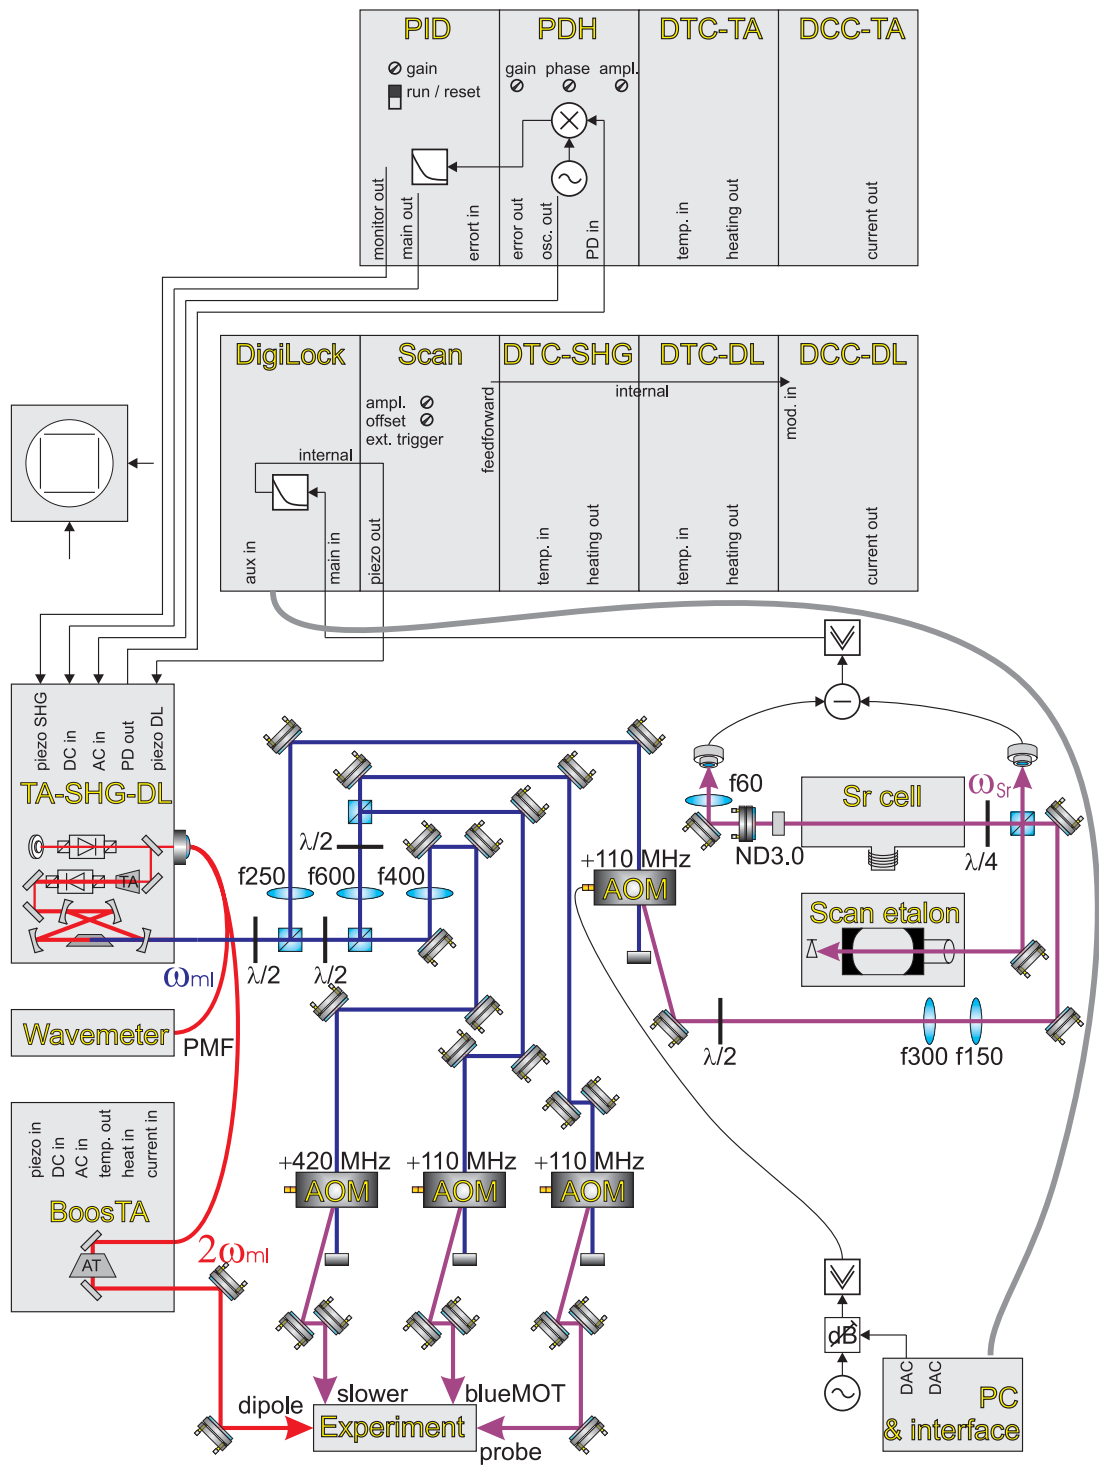 PID
PDH
DTC-TA
DCC-TA
gain
run / reset
gain phase ampl.
monitor out
main out
errort in
error out
osc. out
PD in
temp. in
heating out
current out
DigiLock
Scan
DTC-SHG
DTC-DL
DCC-DL
ampl.
offset
ext. trigger
feedforward
internal
mod. in
internal
aux in
main in
piezo out
temp. in
heating out
temp. in
heating out
current out
piezo SHG
DC in
AC in
PD out
piezo DL
TA-SHG-DL
TA
ωml
λ/2
λ/2
λ/2
f250
f600
f400
f60
ωSr
Sr cell
ND3.0
λ/4
+110 MHz
AOM
Scan etalon
λ/2
f300
f150
Wavemeter
PMF
piezo in
DC in
AC in
temp. out
heat in
current in
BoosTA
AT
2ωml
+420 MHz
AOM
+110 MHz
AOM
+110 MHz
AOM
dB
DAC
DAC
PC
& interface
dipole
slower
blueMOT
Experiment
probe